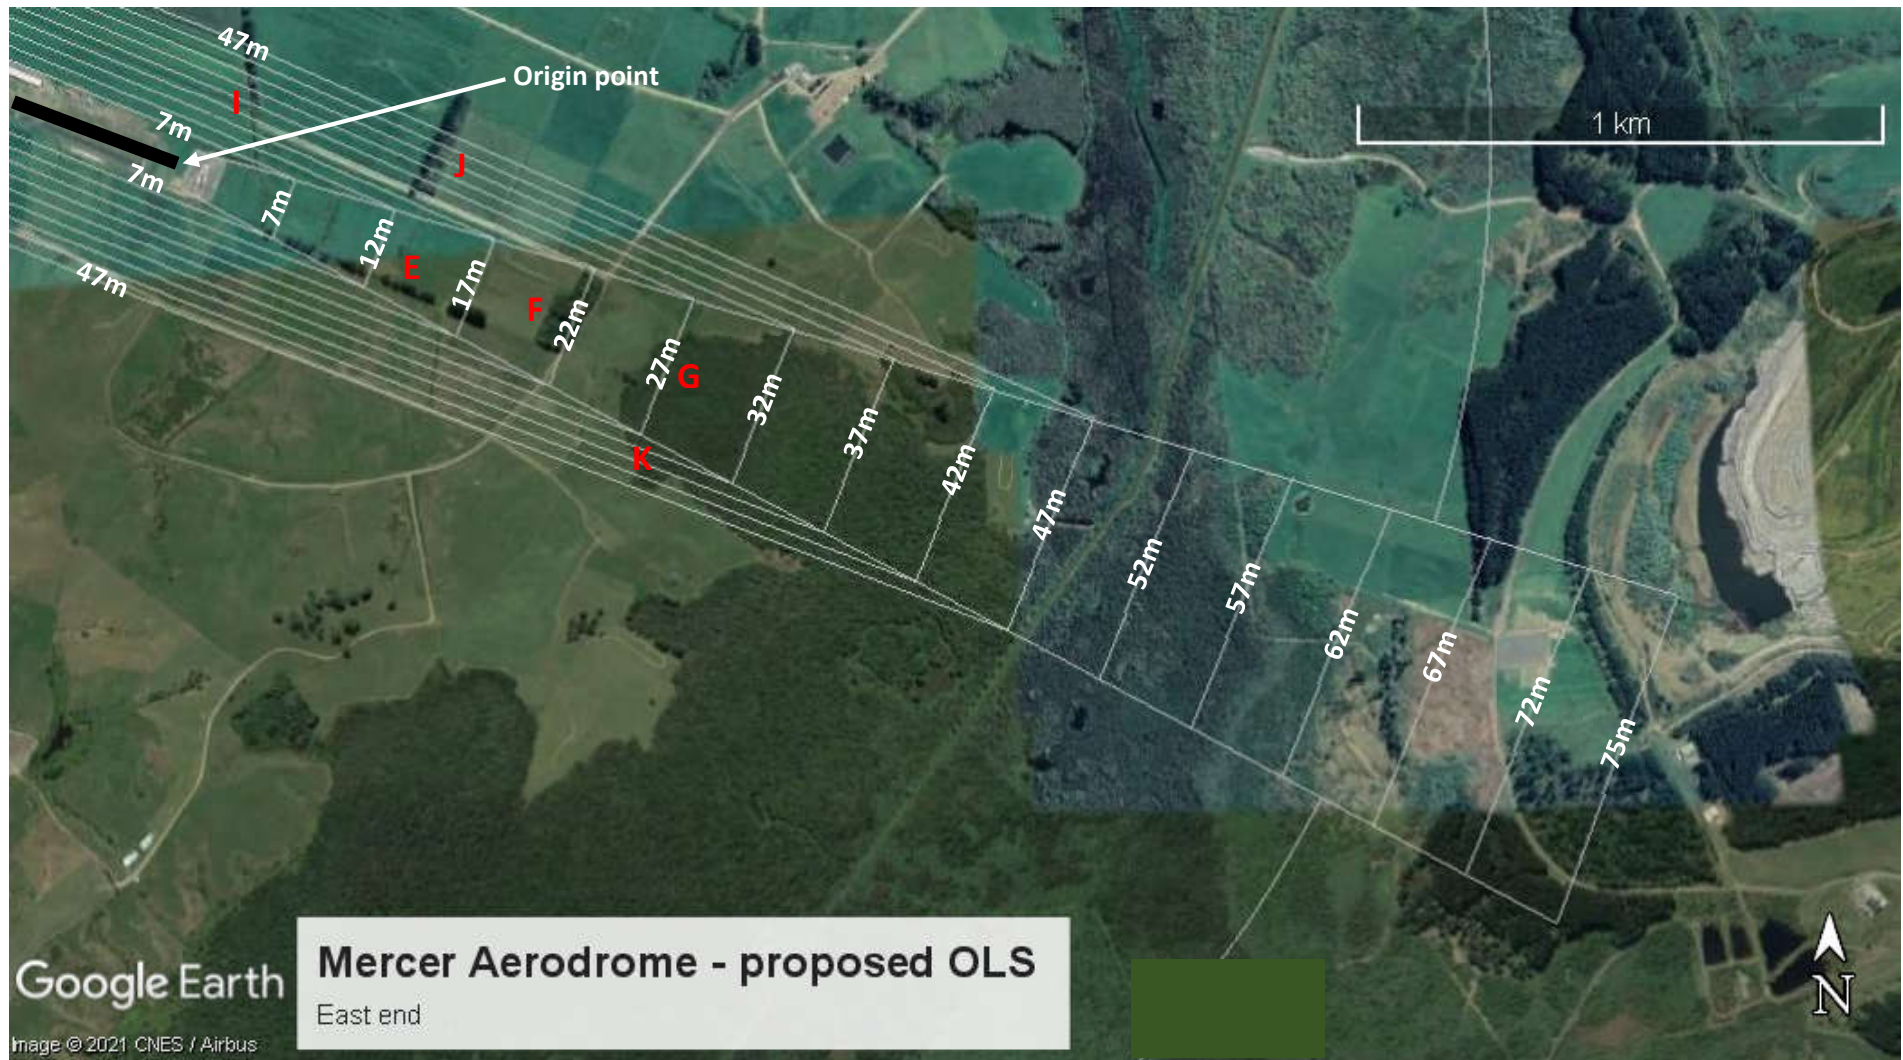 47m
Origin point
I
7m
1 km
J
7m
7m
12m
E
47m
17m
F
22m
27m
G
32m
37m
K
42m
47m
52m
57m
62m
67m
72m
75m
Mercer Aerodrome - proposed OLS
East end
Google Earth
Image © 2021 CNES / Airbus
N